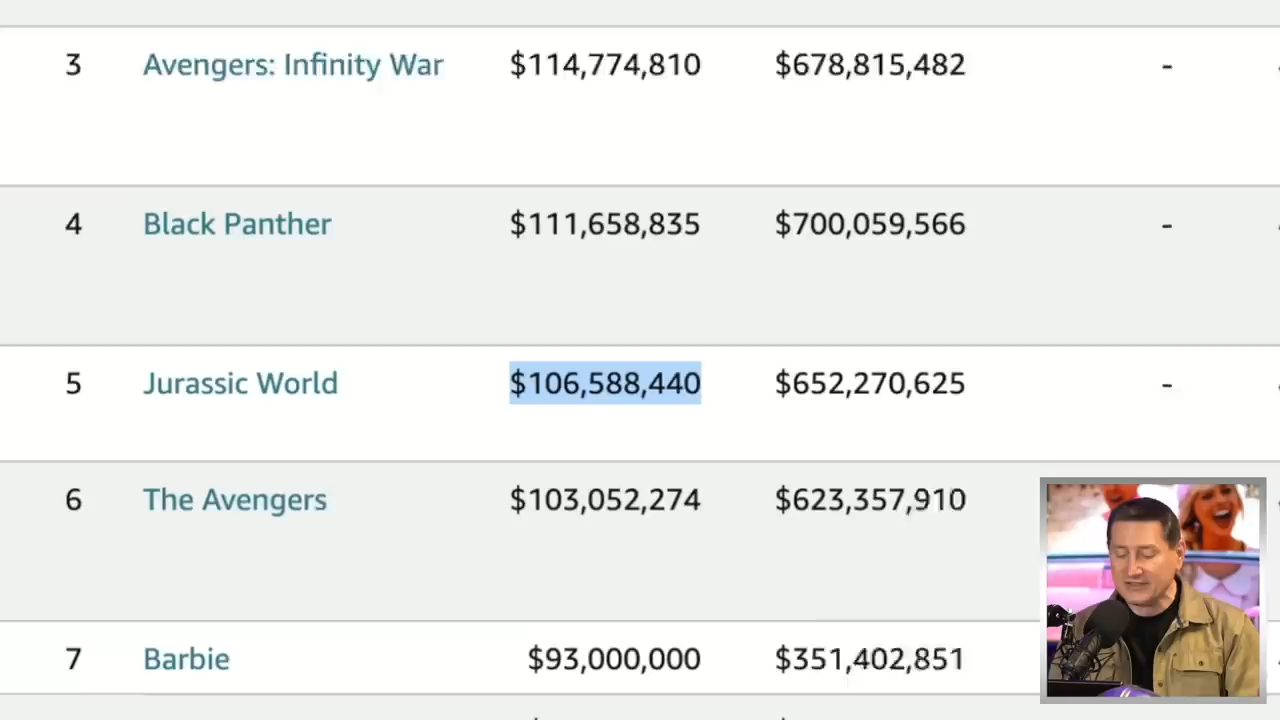 3 Avengers: Infinity War $114,774,810 $678,815,482 -
4 Black Panther $111,658,835 $700,059,566 -
5 Jurassic World $106,588,440 $652,270,625 -
6 The Avengers $103,052,274 $623,357,910
7 Barbie $93,000,000 $351,402,851